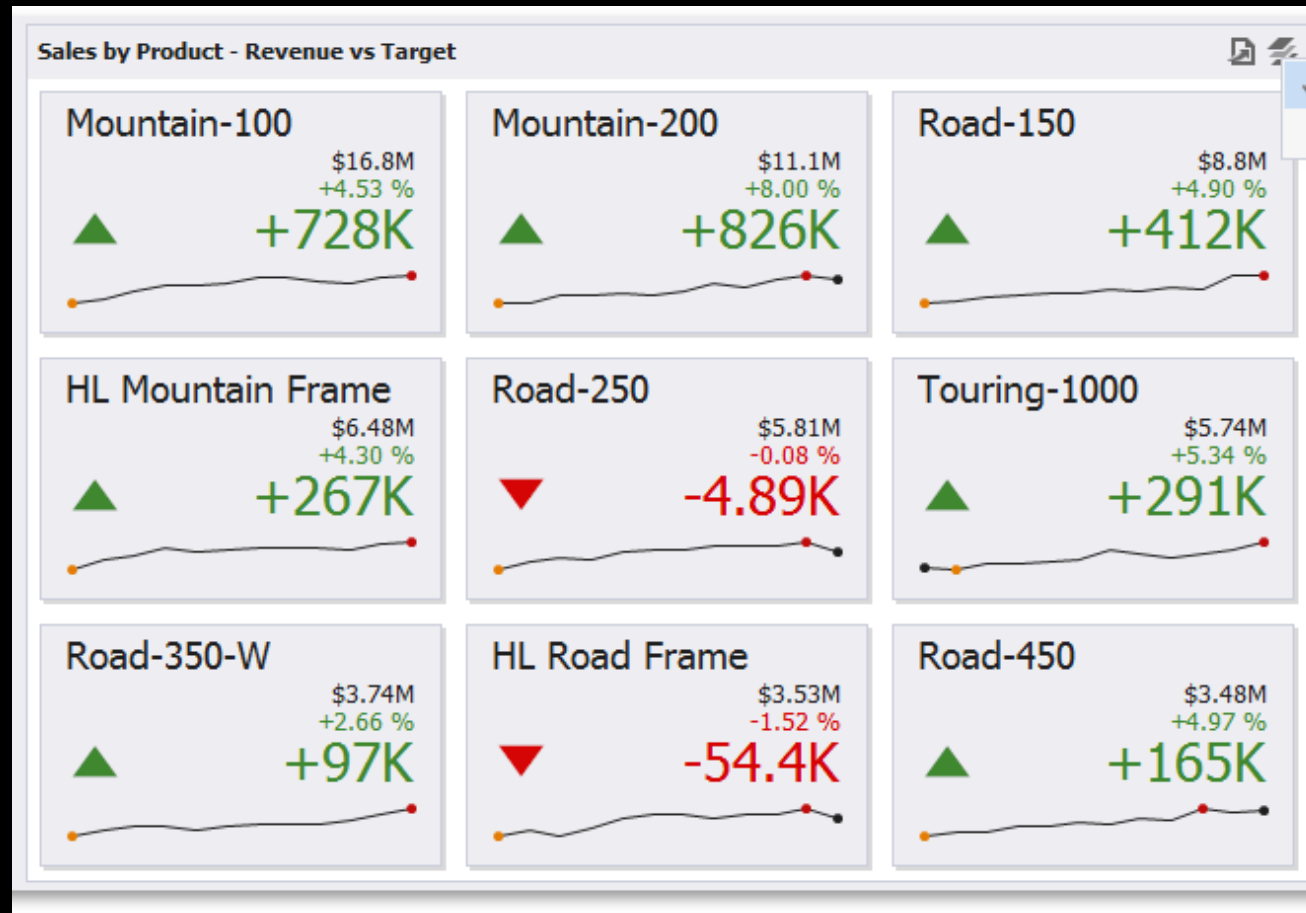 Sales by Product - Revenue vs Target
Mountain-100
$16.8M
+4.53 %
+728K
Mountain-200
$11.1M
+8.00 %
+826K
Road-150
$8.8M
+4.90 %
+412K
HL Mountain Frame
$6.48M
+4.30 %
+267K
Road-250
$5.81M
-0.08 %
-4.89K
Touring-1000
$5.74M
+5.34 %
+291K
Road-350-W
$3.74M
+2.66 %
+97K
HL Road Frame
$3.53M
-1.52 %
-54.4K
Road-450
$3.48M
+4.97 %
+165K